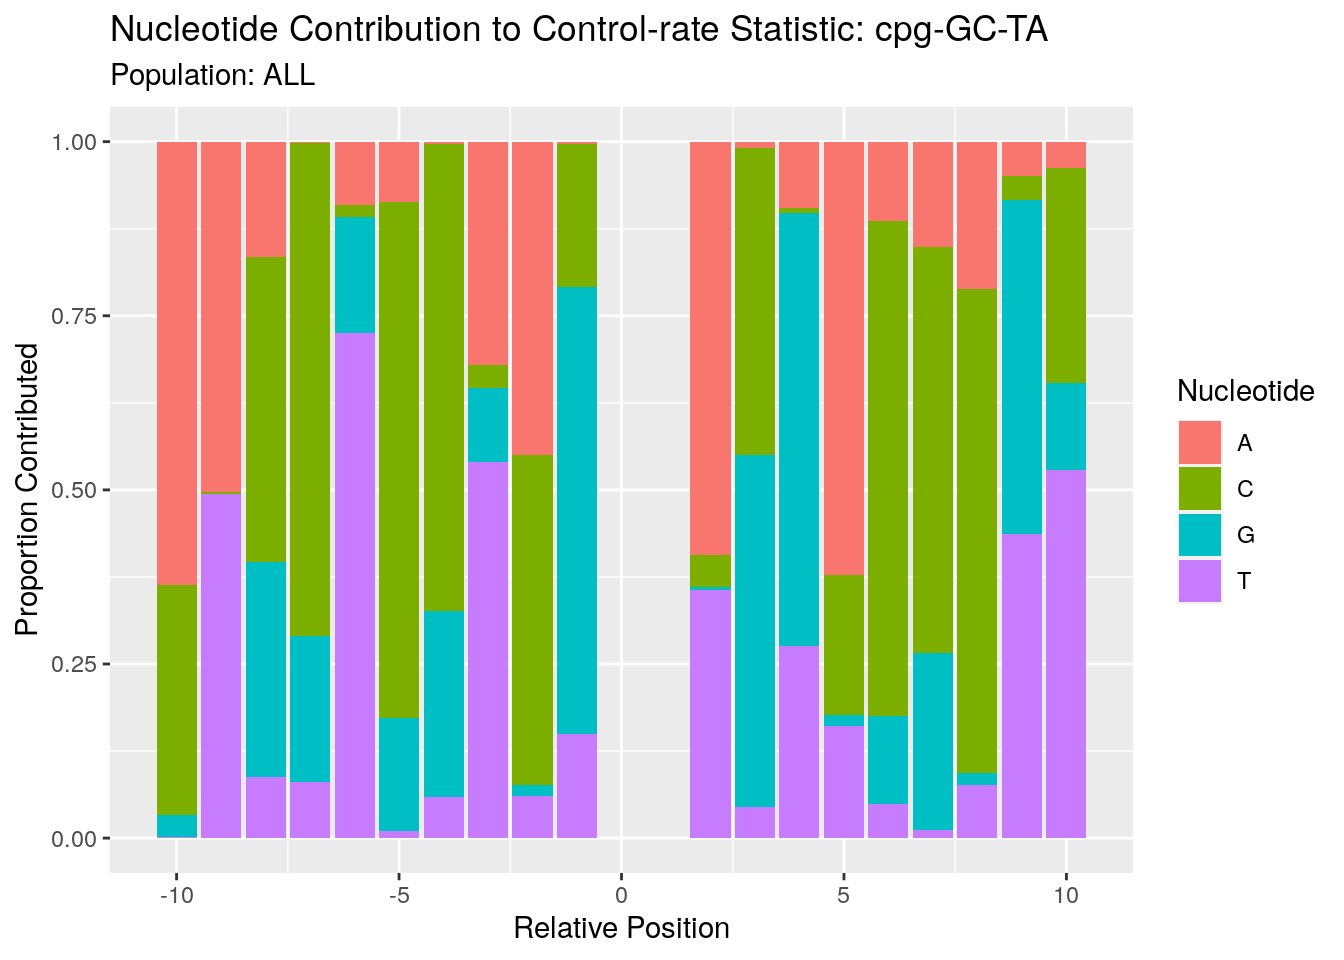 Nucleotide Contribution to Control-rate Statistic: cpg-GC-TA
Population: ALL
Proportion Contributed
1.00
0.75
0.50
0.25
0.00
-10
-5
0
5
10
Relative Position
Nucleotide
A
C
G
T